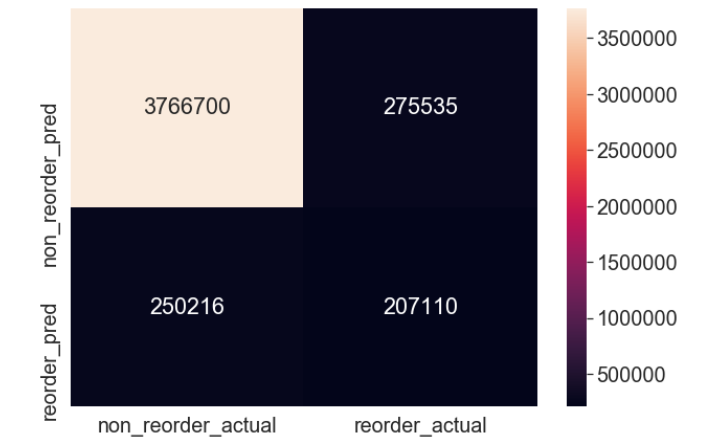 non_reorder_pred
reorder_pred
3766700
275535
250216
207110
non_reorder_actual
reorder_actual
3500000
3000000
2500000
2000000
1500000
1000000
500000